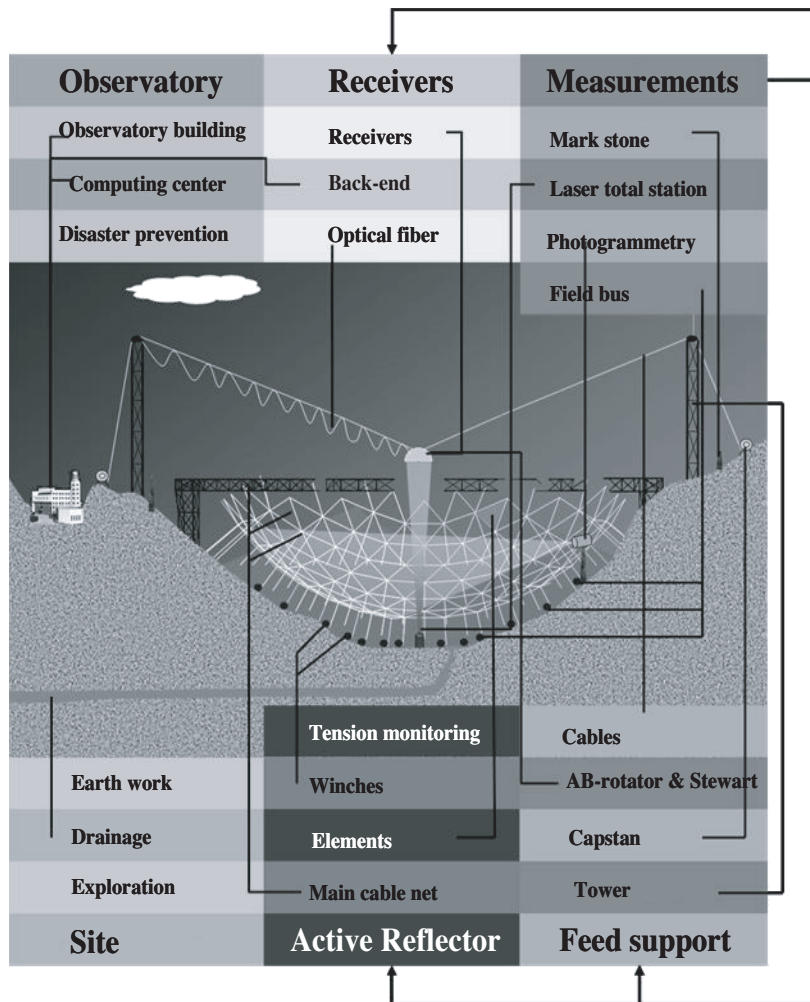 Observatory
Receivers
Measurements
Observatory building
Receivers
Mark stone
Computing center
Back-end
Laser total station
Disaster prevention
Optical fiber
Photogrammetry
Field bus
Tension monitoring
Cables
Earth work
Winches
AB-rotator & Stewart
Drainage
Elements
Capstan
Exploration
Main cable net
Tower
Site
Active Reflector
Feed support